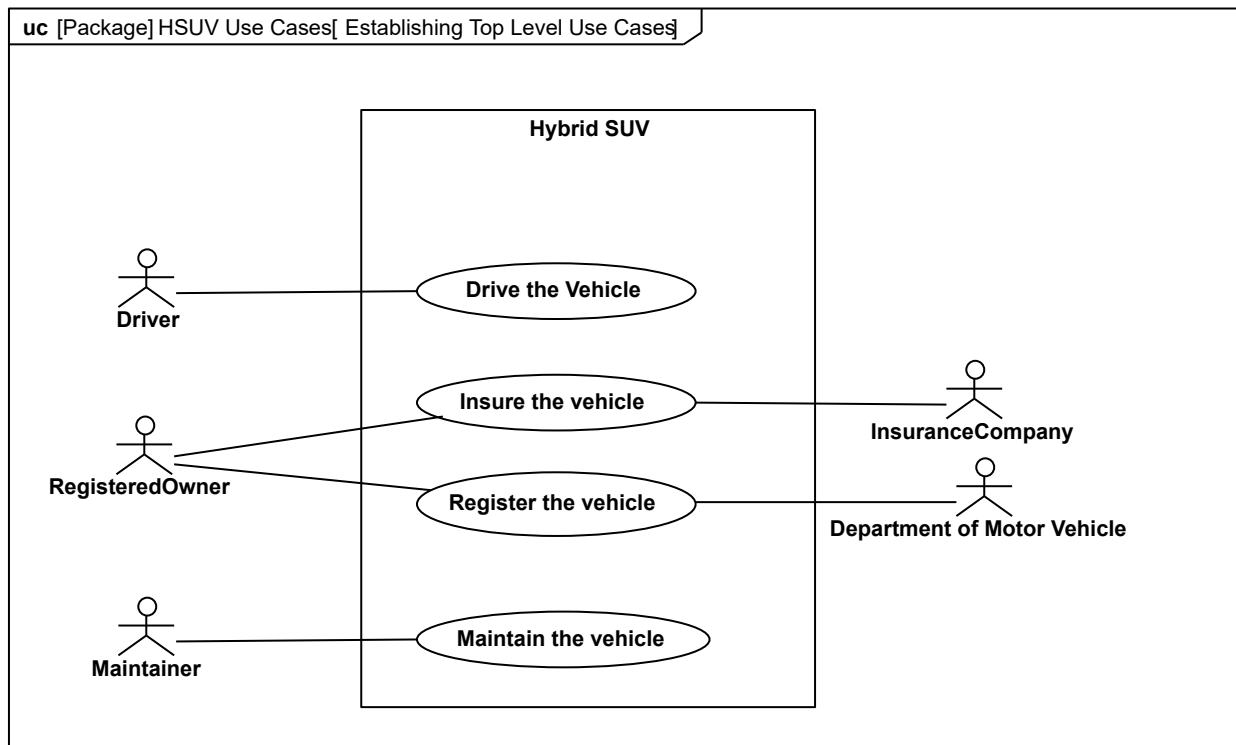 uc [Package] HSUV Use Cases[ Establishing Top Level Use Cases]
Hybrid SUV
Drive the Vehicle
Driver
Insure the vehicle
InsuranceCompany
RegisteredOwner
Register the vehicle
Department of Motor Vehicle
Maintain the vehicle
Maintainer